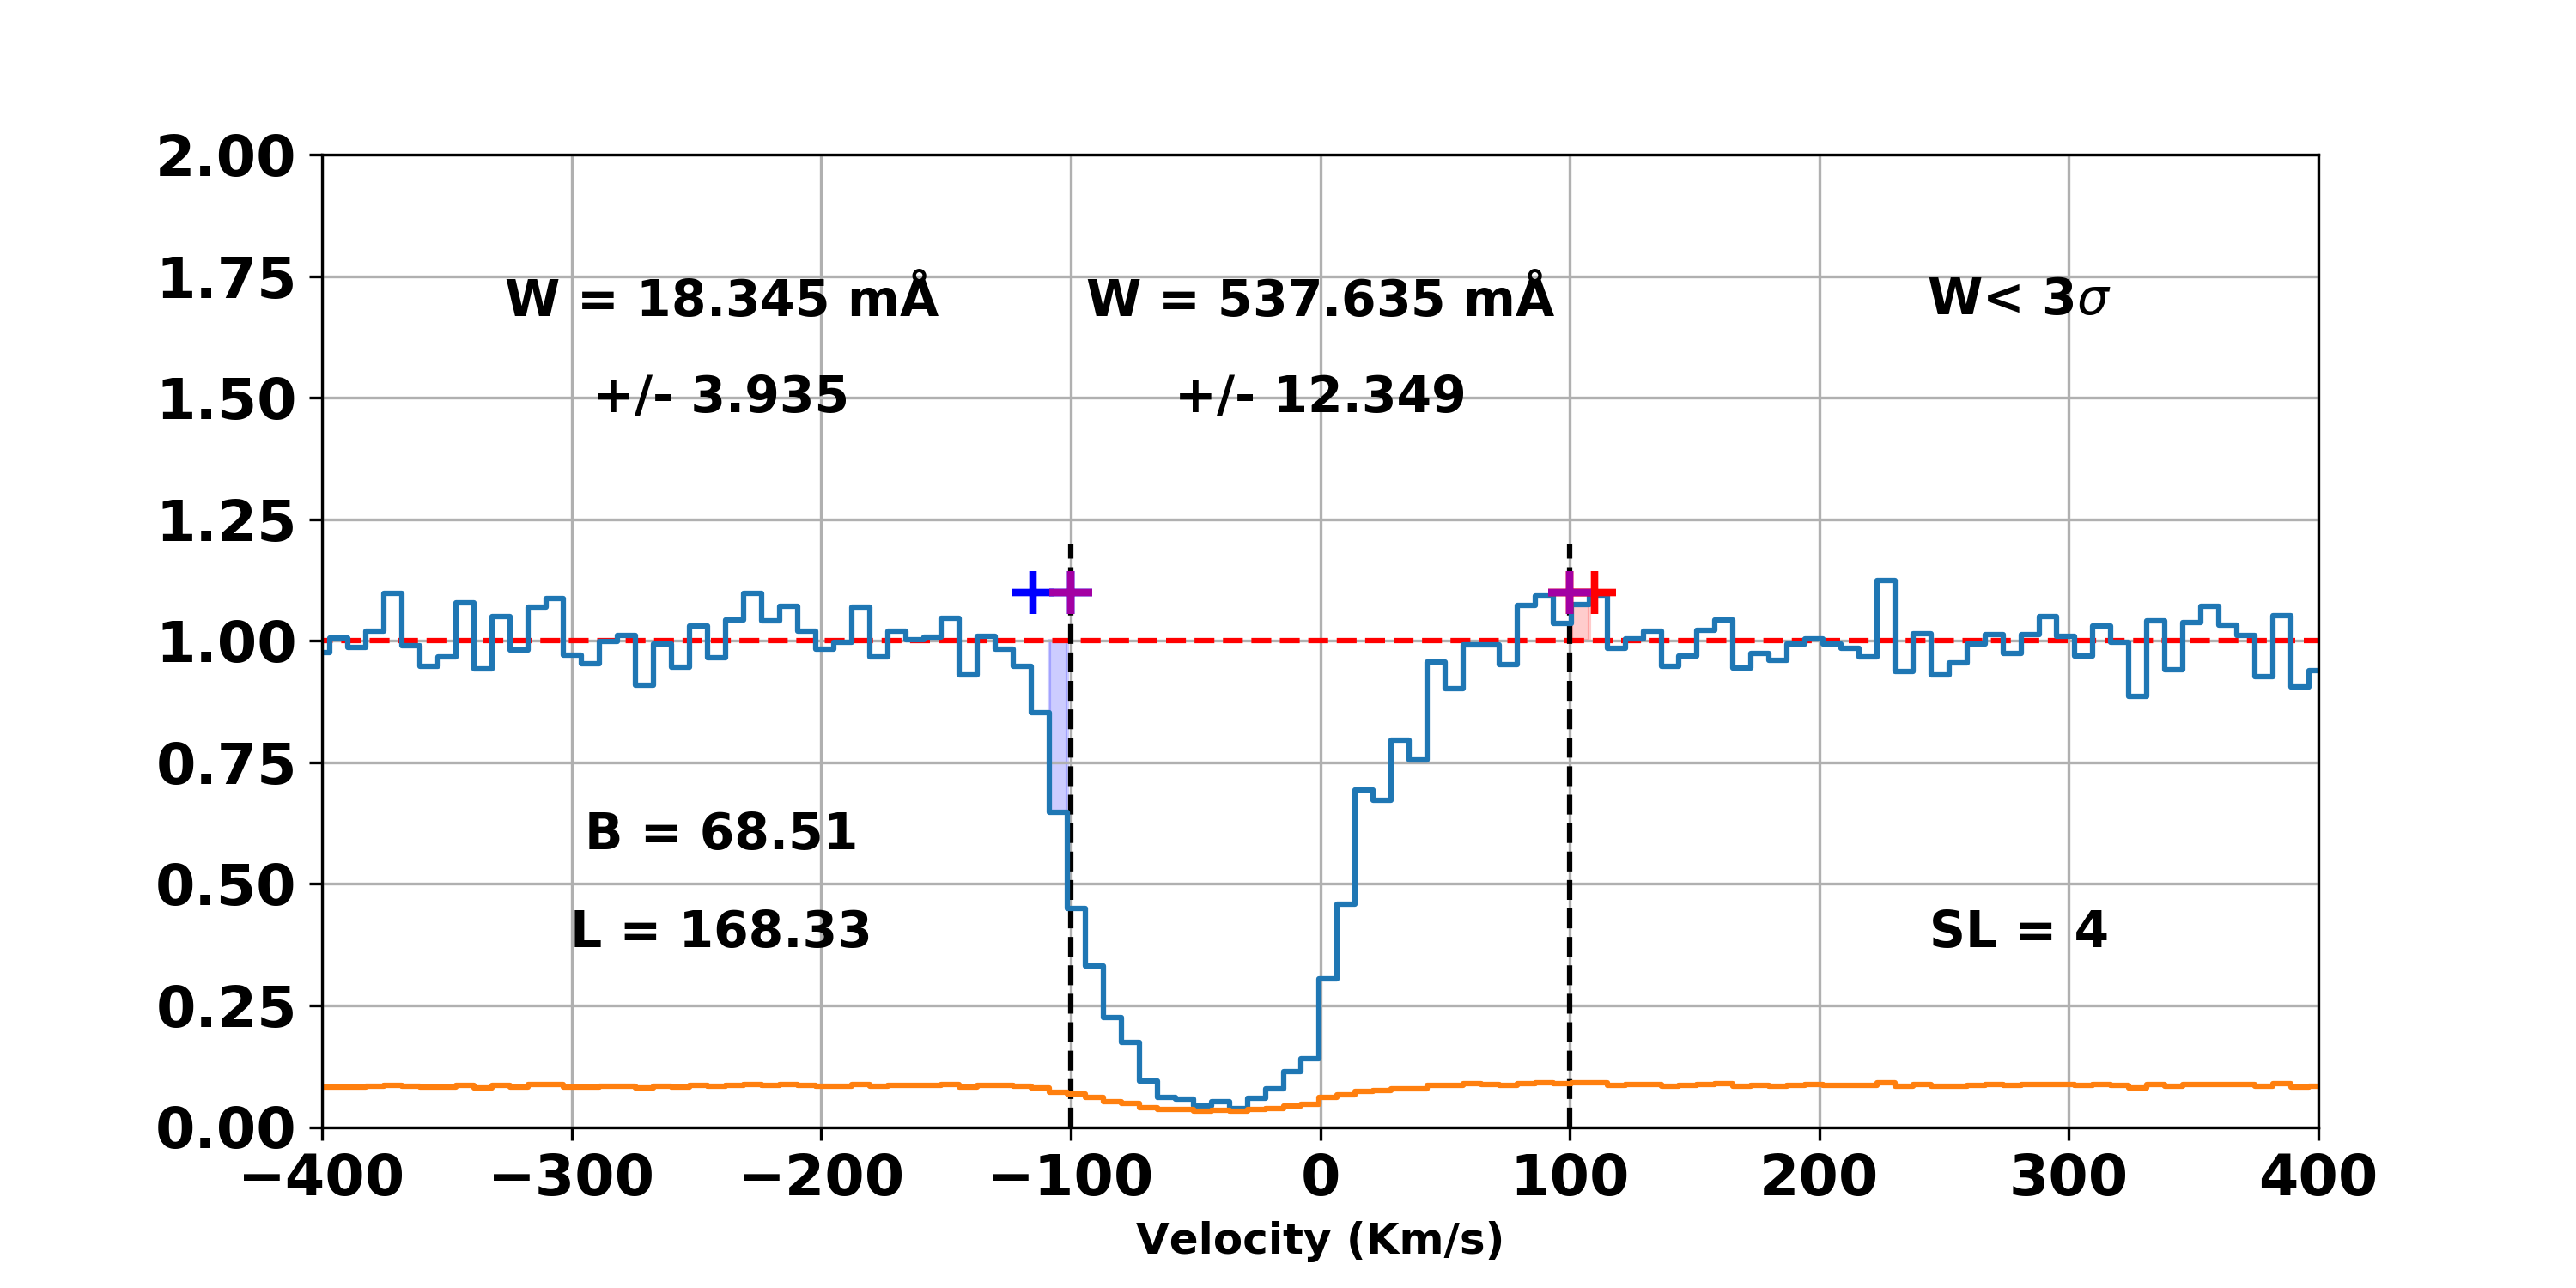 2.00
1.75
1.50
1.25
1.00
0.75
0.50
0.25
0.00
W = 18.345 mÅ
+/- 3.935
W = 537.635 mÅ
+/- 12.349
W< 3σ
B = 68.51
L = 168.33
SL = 4
−400 −300 −200 −100 0 100 200 300 400
Velocity (Km/s)